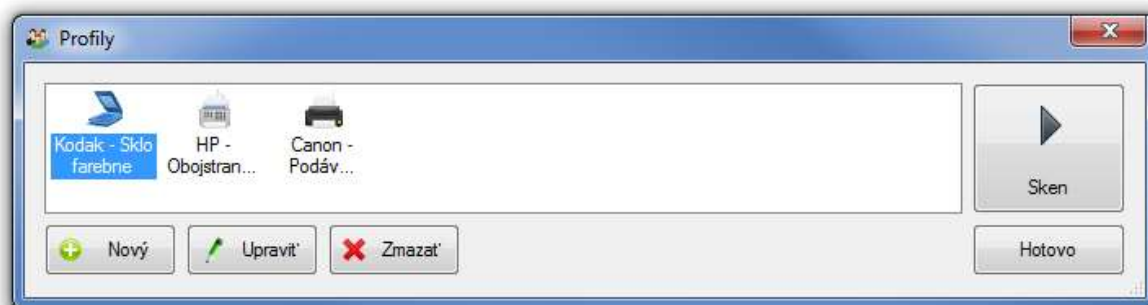 Profily
Kodak - Sklo
farebne
HP -
Obojstran...
Canon -
Podáv...
Sken
Nový
Upraviť
Zmazať
Hotovo